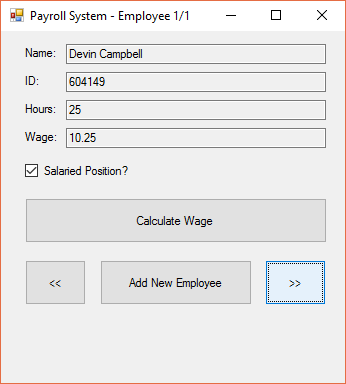 Payroll System - Employee 1/1
Name: Devin Campbell
ID: 604149
Hours: 25
Wage: 10.25
Salaried Position?
Calculate Wage
<< Add New Employee >>